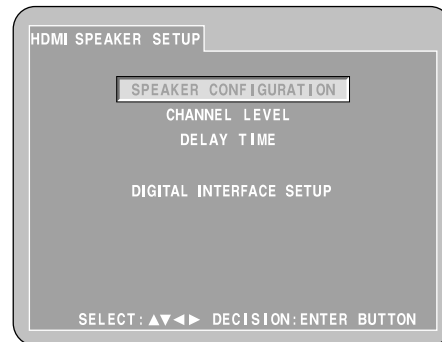 HDMI SPEAKER SETUP
SPEAKER CONFIGURATION
CHANNEL LEVEL
DELAY TIME
DIGITAL INTERFACE SETUP
SELECT:▲▼◄► DECISION:ENTER BUTTON